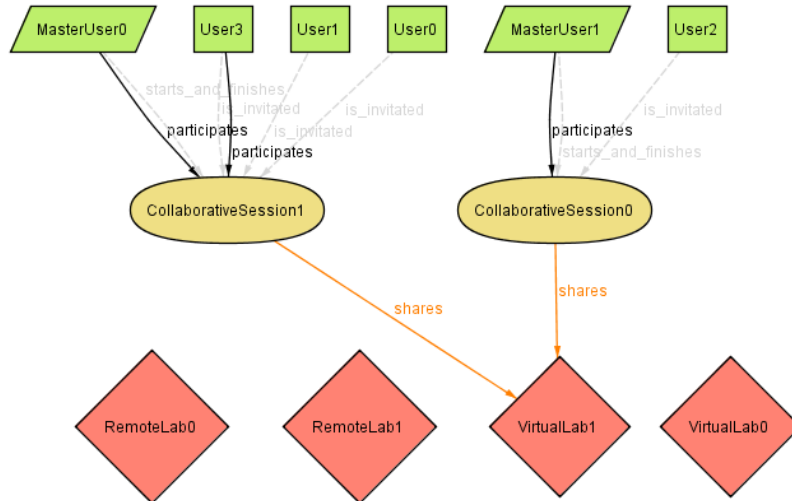 MasterUser0
User3
User1
User0
MasterUser1
User2
starts_and_finishes
is_invitated
is_invitated
is_invitated
is_invitated
participates
participates
participates
starts_and_finishes
CollaborativeSession1
CollaborativeSession0
shares
shares
RemoteLab0
RemoteLab1
VirtualLab1
VirtualLab0